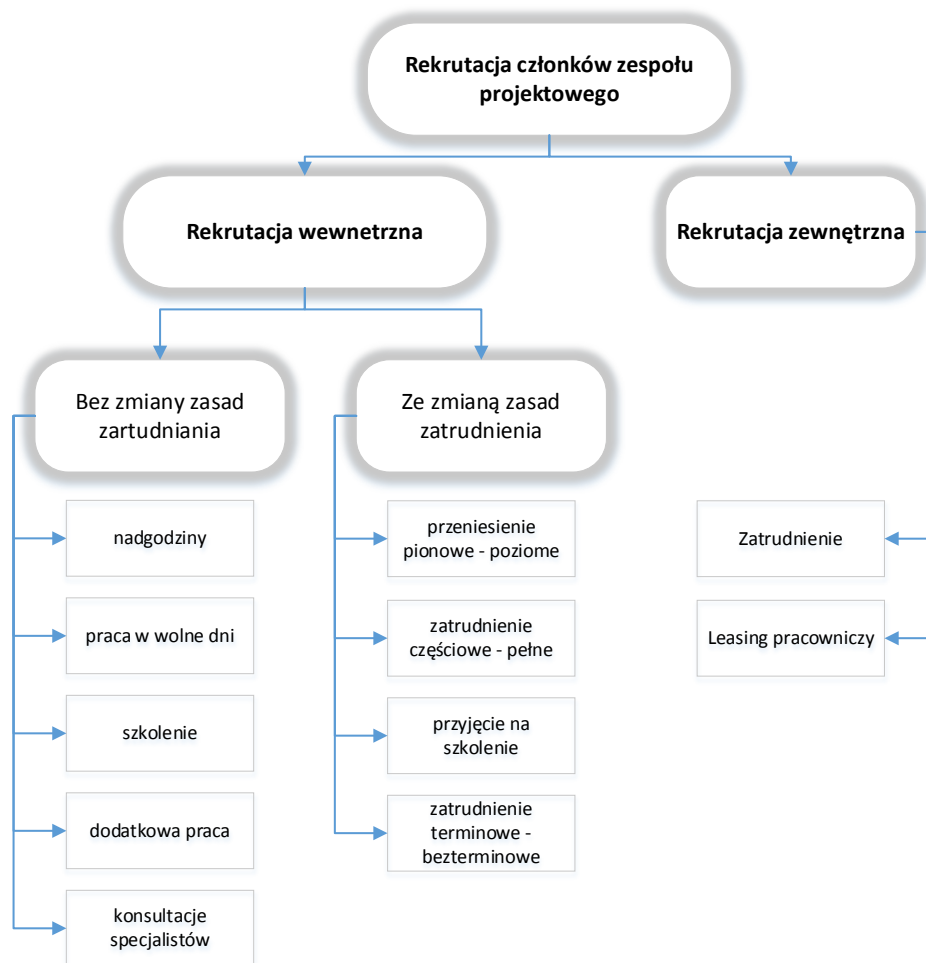 Rekrutacja członków zespołu
projektowego
Rekrutacja wewnetrzna
Rekrutacja zewnętrzna
Bez zmiany zasad
zartudniania
Ze zmianą zasad
zatrudnienia
nadgodziny
praca w wolne dni
szkolenie
dodatkowa praca
konsultacje
specjalistów
przeniesienie
pionowe - poziome
zatrudnienie
częściowe - pełne
przyjęcie na
szkolenie
zatrudnienie
terminowe -
bezterminowe
Zatrudnienie
Leasing pracowniczy